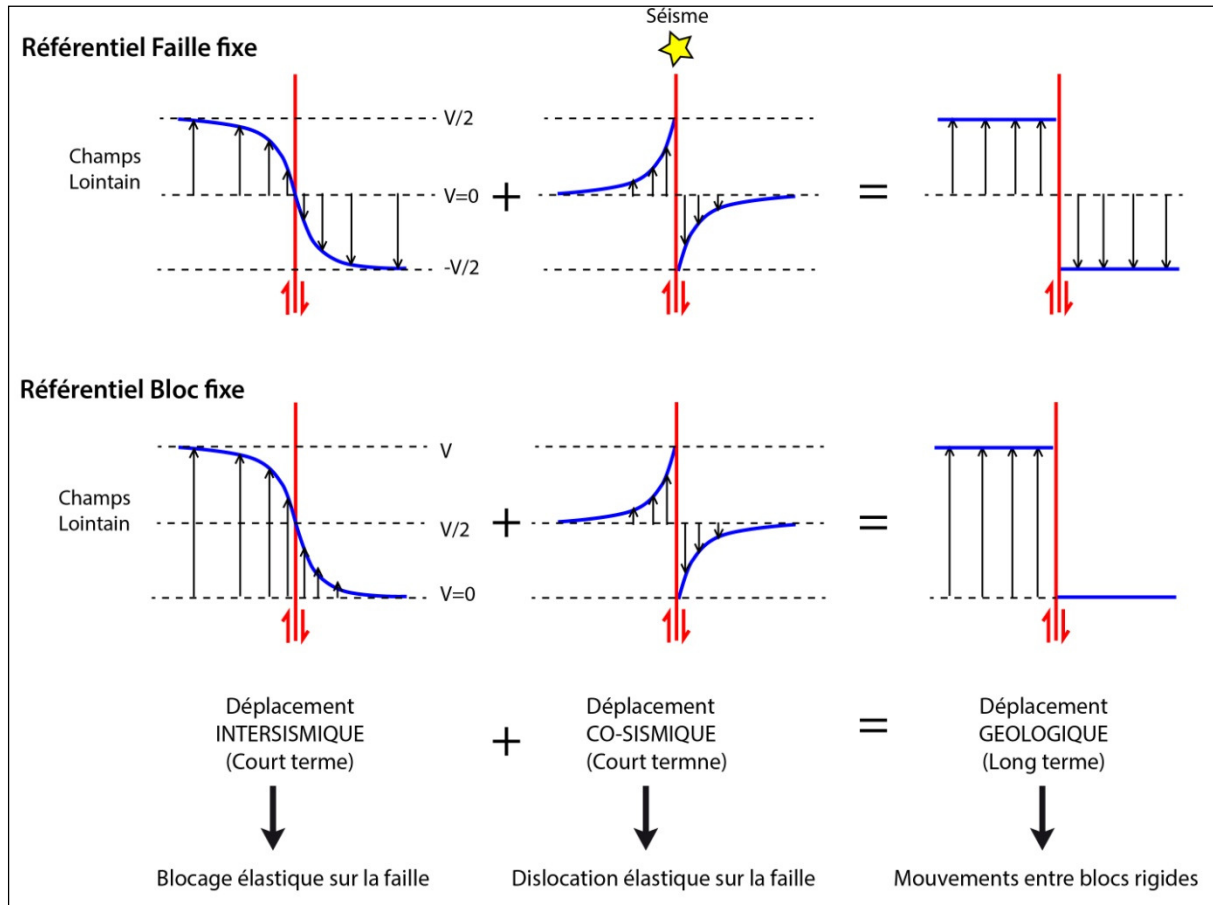 Séisme
Référentiel Faille fixe
V/2
Champs
Lointain
V=0
+
=
-V/2
Référentiel Bloc fixe
V
Champs
Lointain
V/2
+
=
V=0
Déplacement
INTERSISMIQUE
(Court terme)
+
Déplacement
CO-SISMIQUE
(Court termne)
=
Déplacement
GEOLOGIQUE
(Long terme)
Blocage élastique sur la faille
Dislocation élastique sur la faille
Mouvements entre blocs rigides